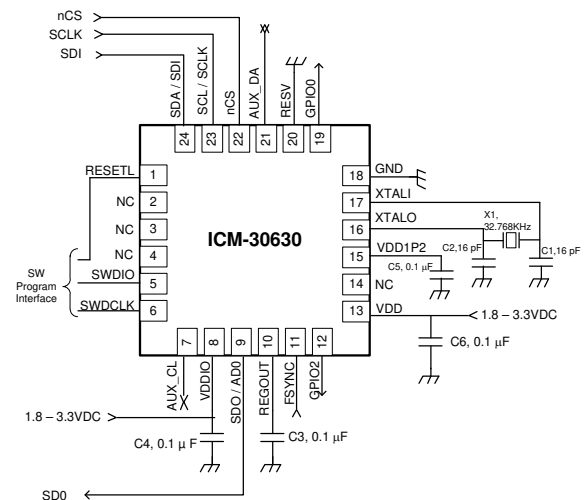 nCS
SCLK
SDI
SDA / SDI
SCL / SCLK
nCS
AUX_DA
RESV
GPIO0
24
23
22
21
20
19
RESETL
1
18
GND
NC
2
17
XTALI
NC
3
16
XTALO
X1,
32.768KHz
NC
4
ICM-30630
15
VDD1P2
C2,16 pF
C1,16 pF
C5, 0.1 µF
SW
Program
Interface
SWDIO
5
14
NC
SWDCLK
6
13
VDD
1.8 – 3.3VDC
7
8
9
10
11
12
C6, 0.1 µF
AUX_CL
VDDIO
SDO / AD0
REGOUT
FSYNC
GPIO2
1.8 – 3.3VDC
C4, 0.1 µ F
C3, 0.1 µF
SD0